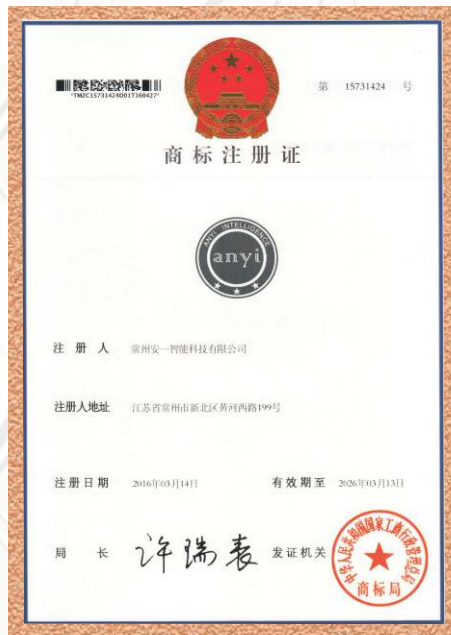 *TMZC15731424D01T160427*
第 15731424 号
商标注册证
ANYI INTELLIGENCE
anyi
注册人 常州安一智能科技有限公司
注册人地址 江苏省常州市新北区黄河西路199号
注册日期 2016年03月14日 有效期至 2026年03月13日
局长 许瑞表 发证机关
中华人民共和国国家工商行政管理总局
商标局